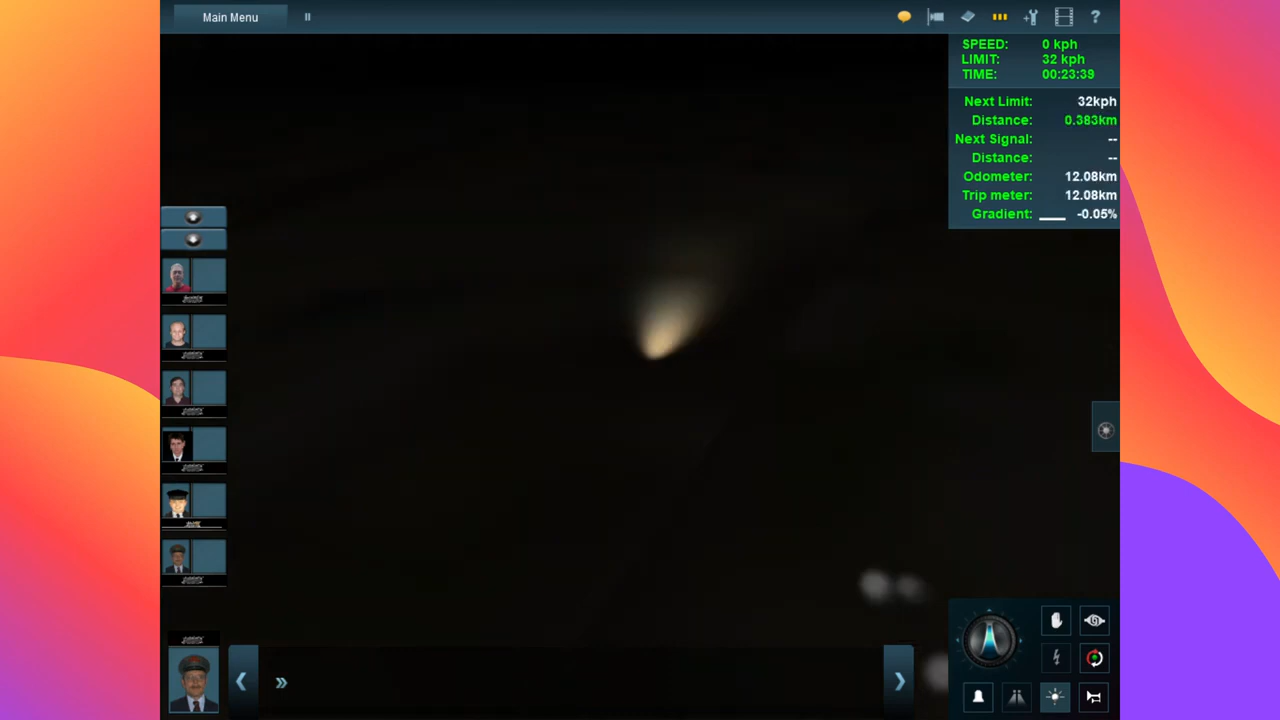 Main Menu
SPEED: 0 kph
LIMIT: 32 kph
TIME: 00:23:39
Next Limit: 32kph
Distance: 0.383km
Next Signal: --
Distance: --
Odometer: 12.08km
Trip meter: 12.08km
Gradient: -0.05%